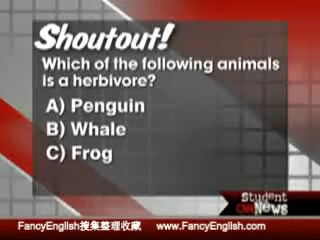 Shoutout!
Which of the following animals
is a herbivore?
A) Penguin
B) Whale
C) Frog
Student
News
FancyEnglish搜集整理收藏 www.FancyEnglish.com